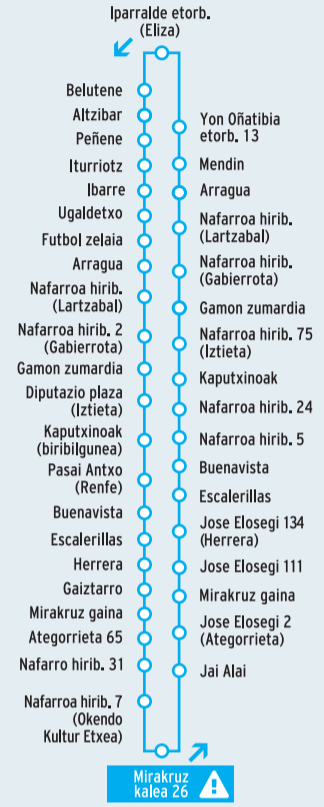 Iparralde etorb.
(Eliza)
Belutene
Altzibar
Peñene
Iturriotz
Ibarre
Ugaldetxo
Futbol zelaia
Arragua
Nafarroa hirib.
(Lartzabal)
Nafarroa hirib. 2
(Gabierrota)
Gamon zumardia
Diputazio plaza
(Iztieta)
Kaputxinoak
(biribilgunea)
Pasai Antxo
(Renfe)
Buenavista
Escalerillas
Herrera
Gaiztarro
Mirakruz gaina
Ategorrieta 65
Nafarro hirib. 31
Nafarroa hirib. 7
(Okendo
Kultur Etxea)
Yon Oñatibia
etorb. 13
Mendin
Arragua
Nafarroa hirib.
(Lartzabal)
Nafarroa hirib.
(Gabierrota)
Gamon zumardia
Nafarroa hirib. 75
(Iztieta)
Kaputxinoak
Nafarroa hirib. 24
Nafarroa hirib. 5
Buenavista
Escalerillas
Jose Elosegi 134
(Herrera)
Jose Elosegi 111
Mirakruz gaina
Jose Elosegi 2
(Ategorrieta)
Jai Alai
Mirakruz
kalea 26